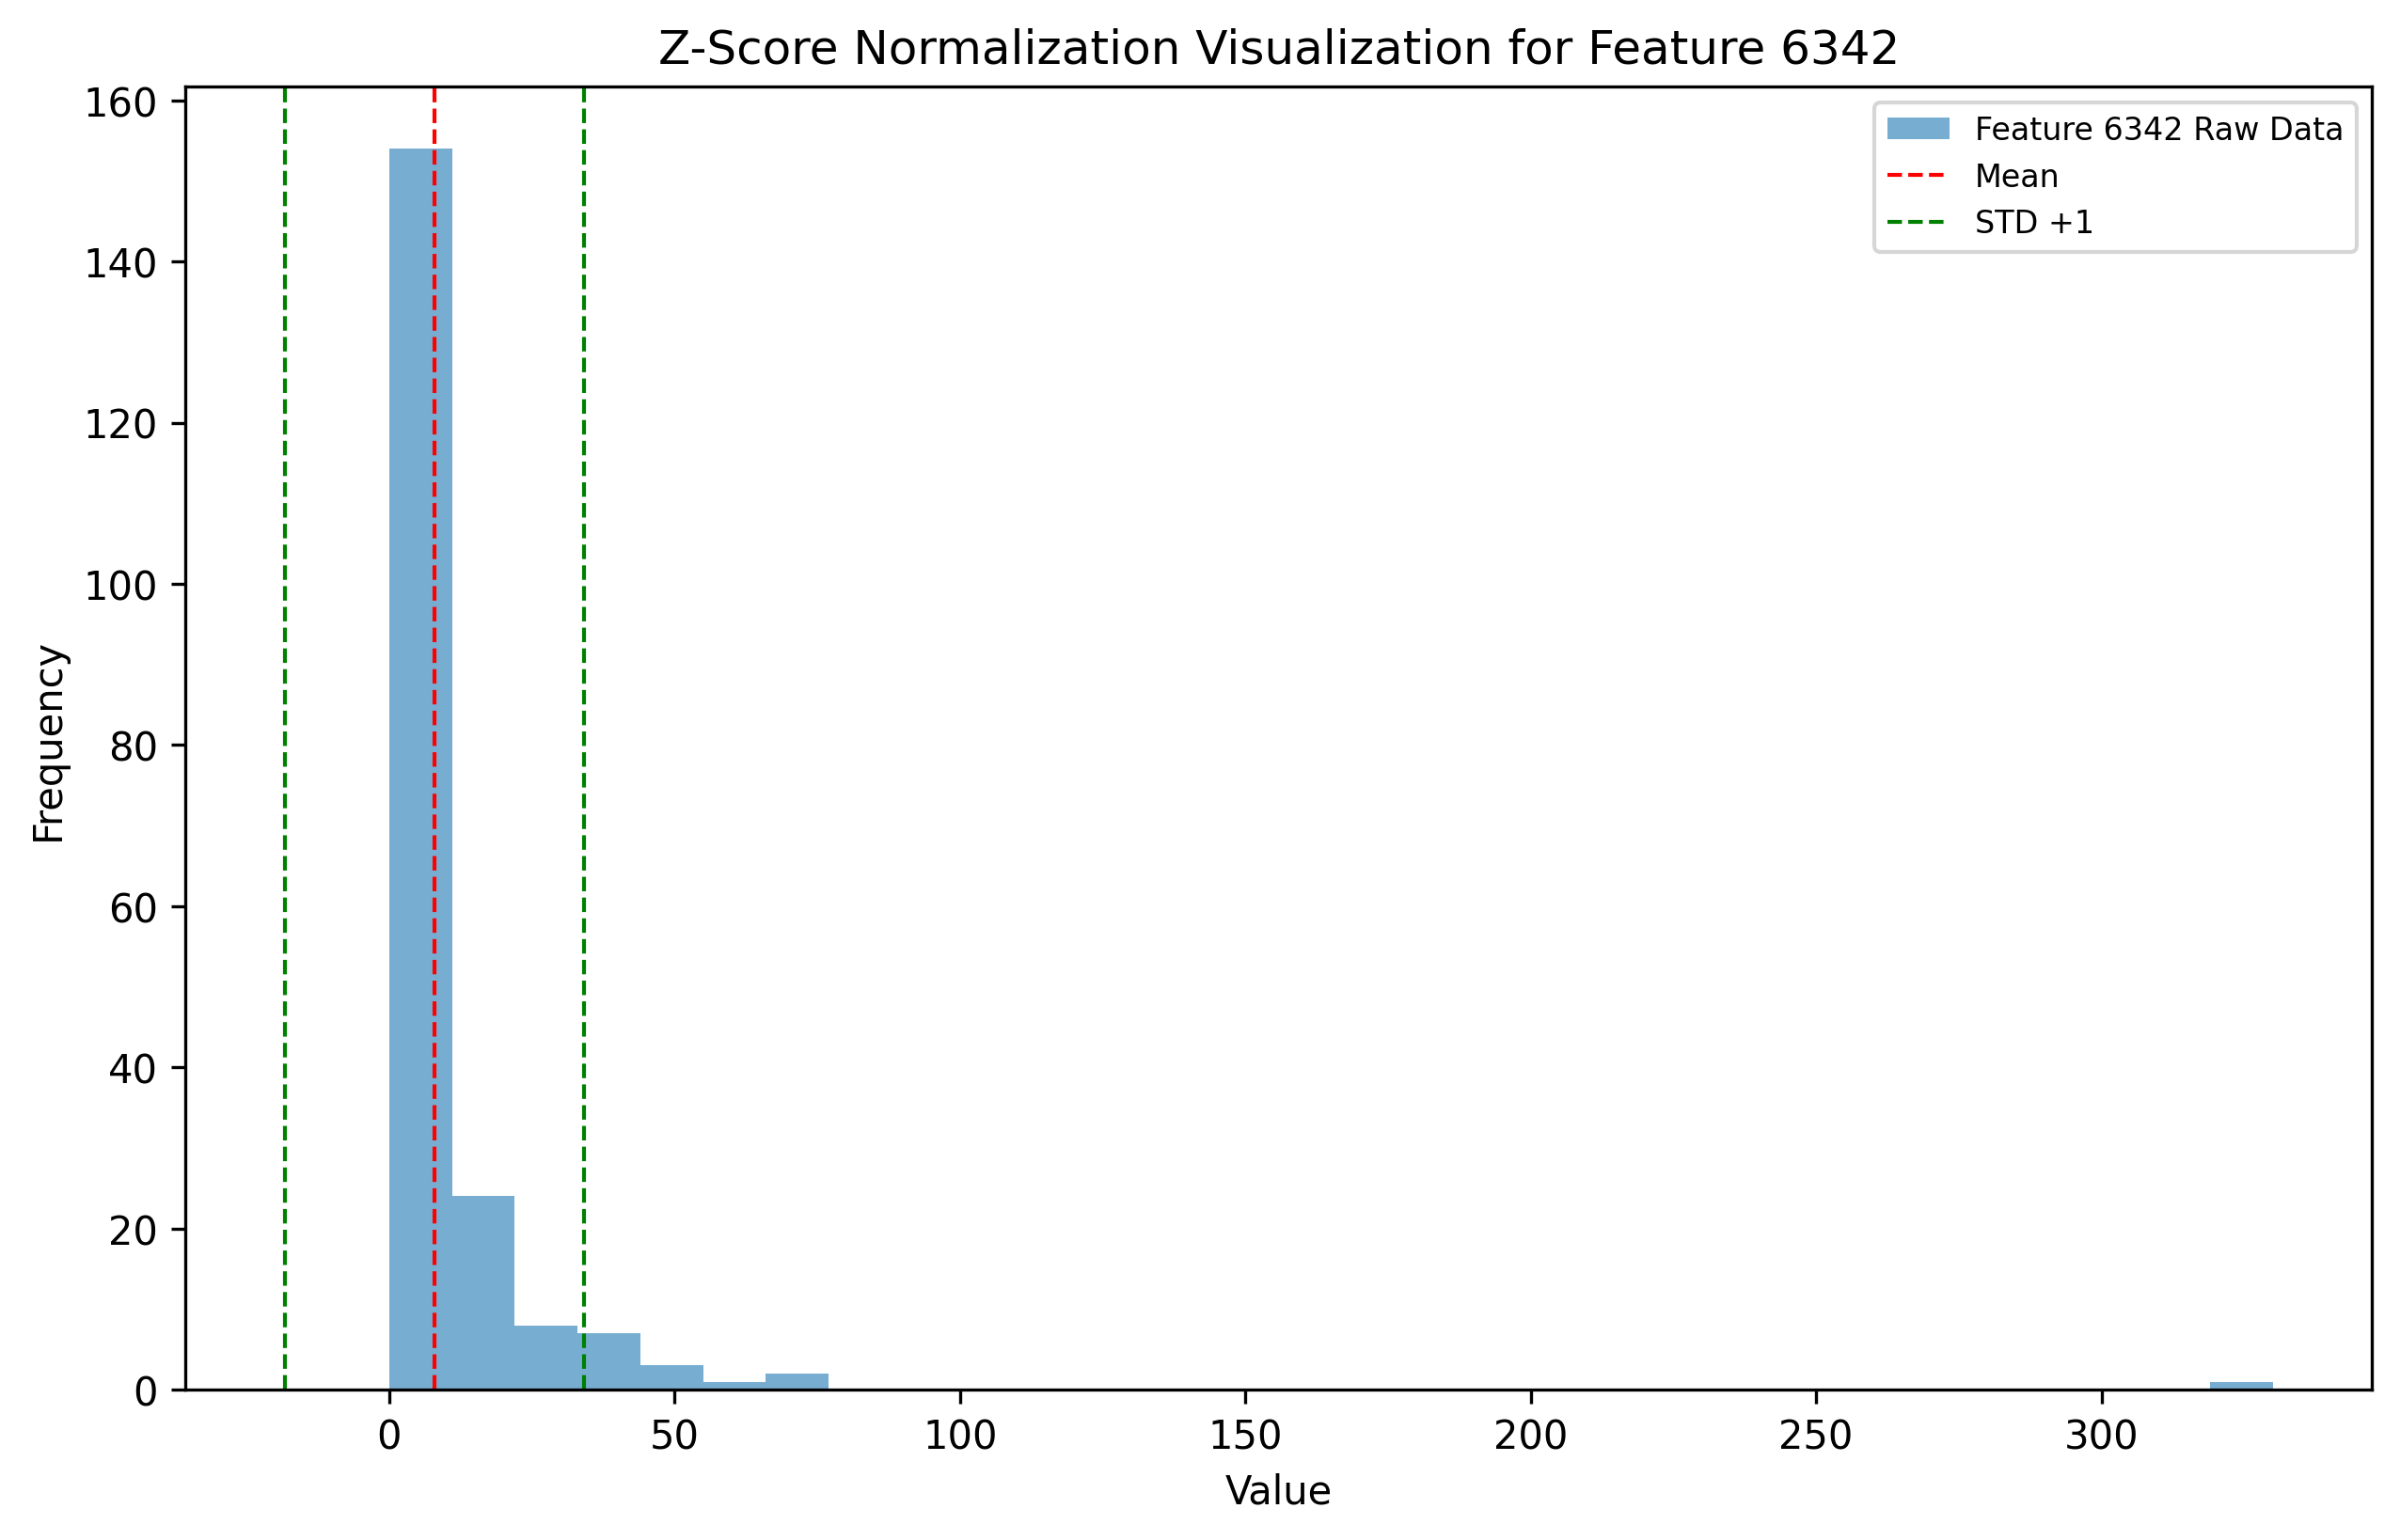 Z-Score Normalization Visualization for Feature 6342
Feature 6342 Raw Data
Mean
STD +1
160
140
120
100
80
60
40
20
0
Frequency
0 50 100 150 200 250 300
Value